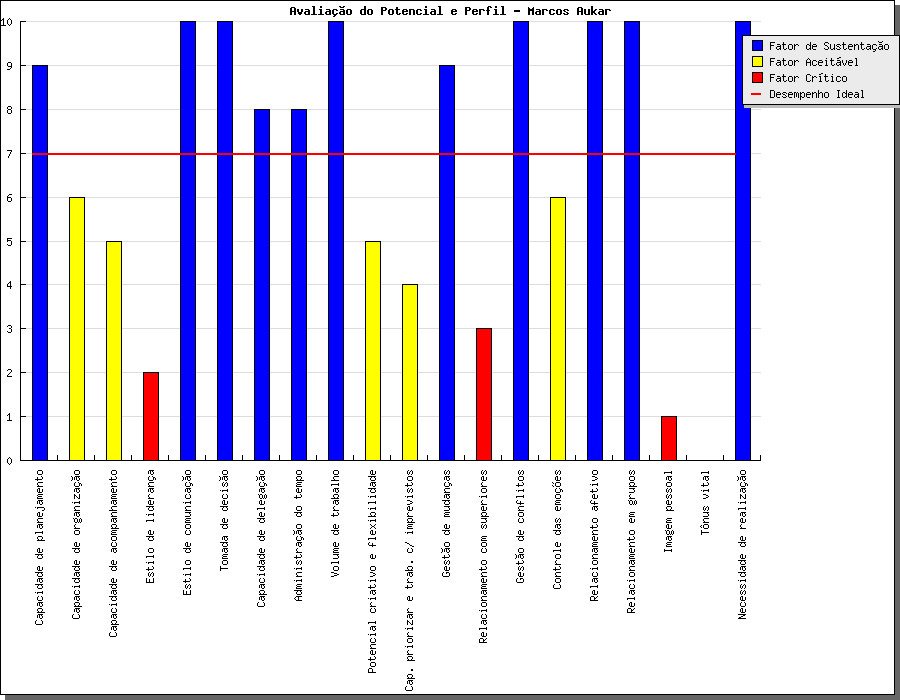 Avaliação do Potencial e Perfil - Marcos Aukar
Fator de Sustentação
Fator Aceitável
Fator Crítico
Desempenho Ideal
10
9
8
7
6
5
4
3
2
1
0
Capacidade de planejamento
Capacidade de organização
Capacidade de acompanhamento
Estilo de liderança
Estilo de comunicação
Tomada de decisão
Capacidade de delegação
Administração do tempo
Volume de trabalho
Potencial criativo e flexibilidade
Cap. priorizar e trab. c/ imprevistos
Gestão de mudanças
Relacionamento com superiores
Gestão de conflitos
Controle das emoções
Relacionamento afetivo
Relacionamento em grupos
Imagem pessoal
Tônus vital
Necessidade de realização